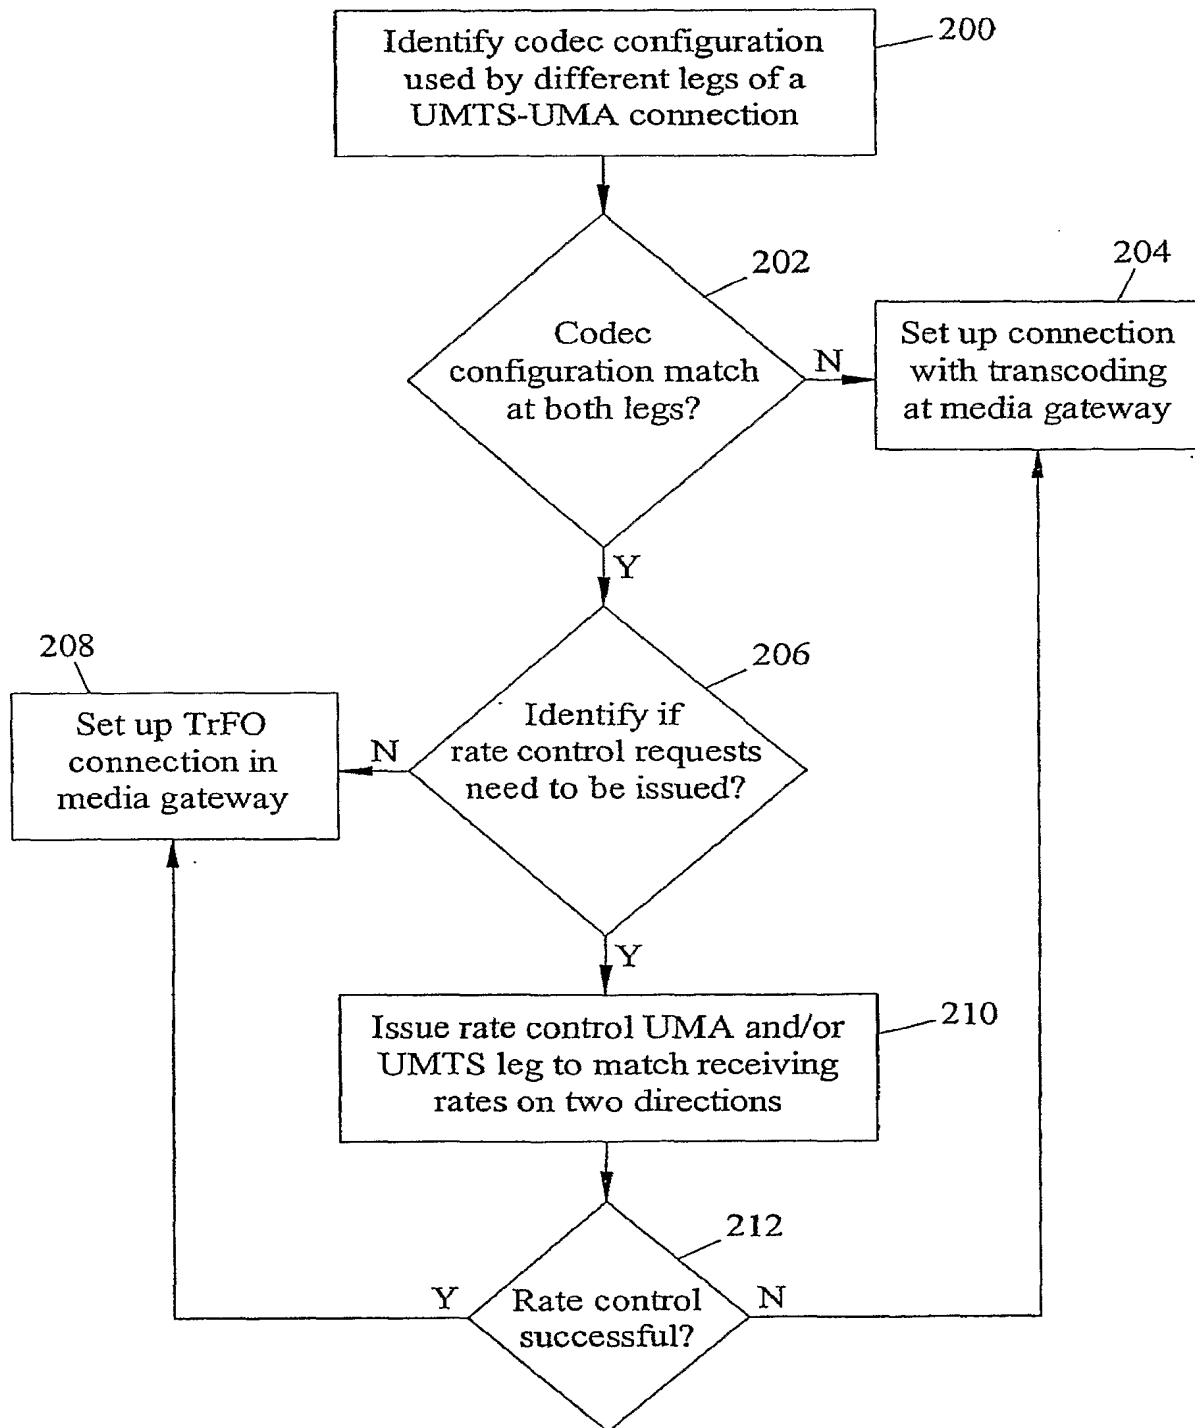 Identify codec configuration
used by different legs of a
UMTS-UMA connection
200
202
Codec
configuration match
at both legs?
N
204
Set up connection
with transcoding
at media gateway
Y
208
Set up TrFO
connection in
media gateway
N
206
Identify if
rate control requests
need to be issued?
Y
Issue rate control UMA and/or
UMTS leg to match receiving
rates on two directions
210
212
Y
Rate control
successful?
N